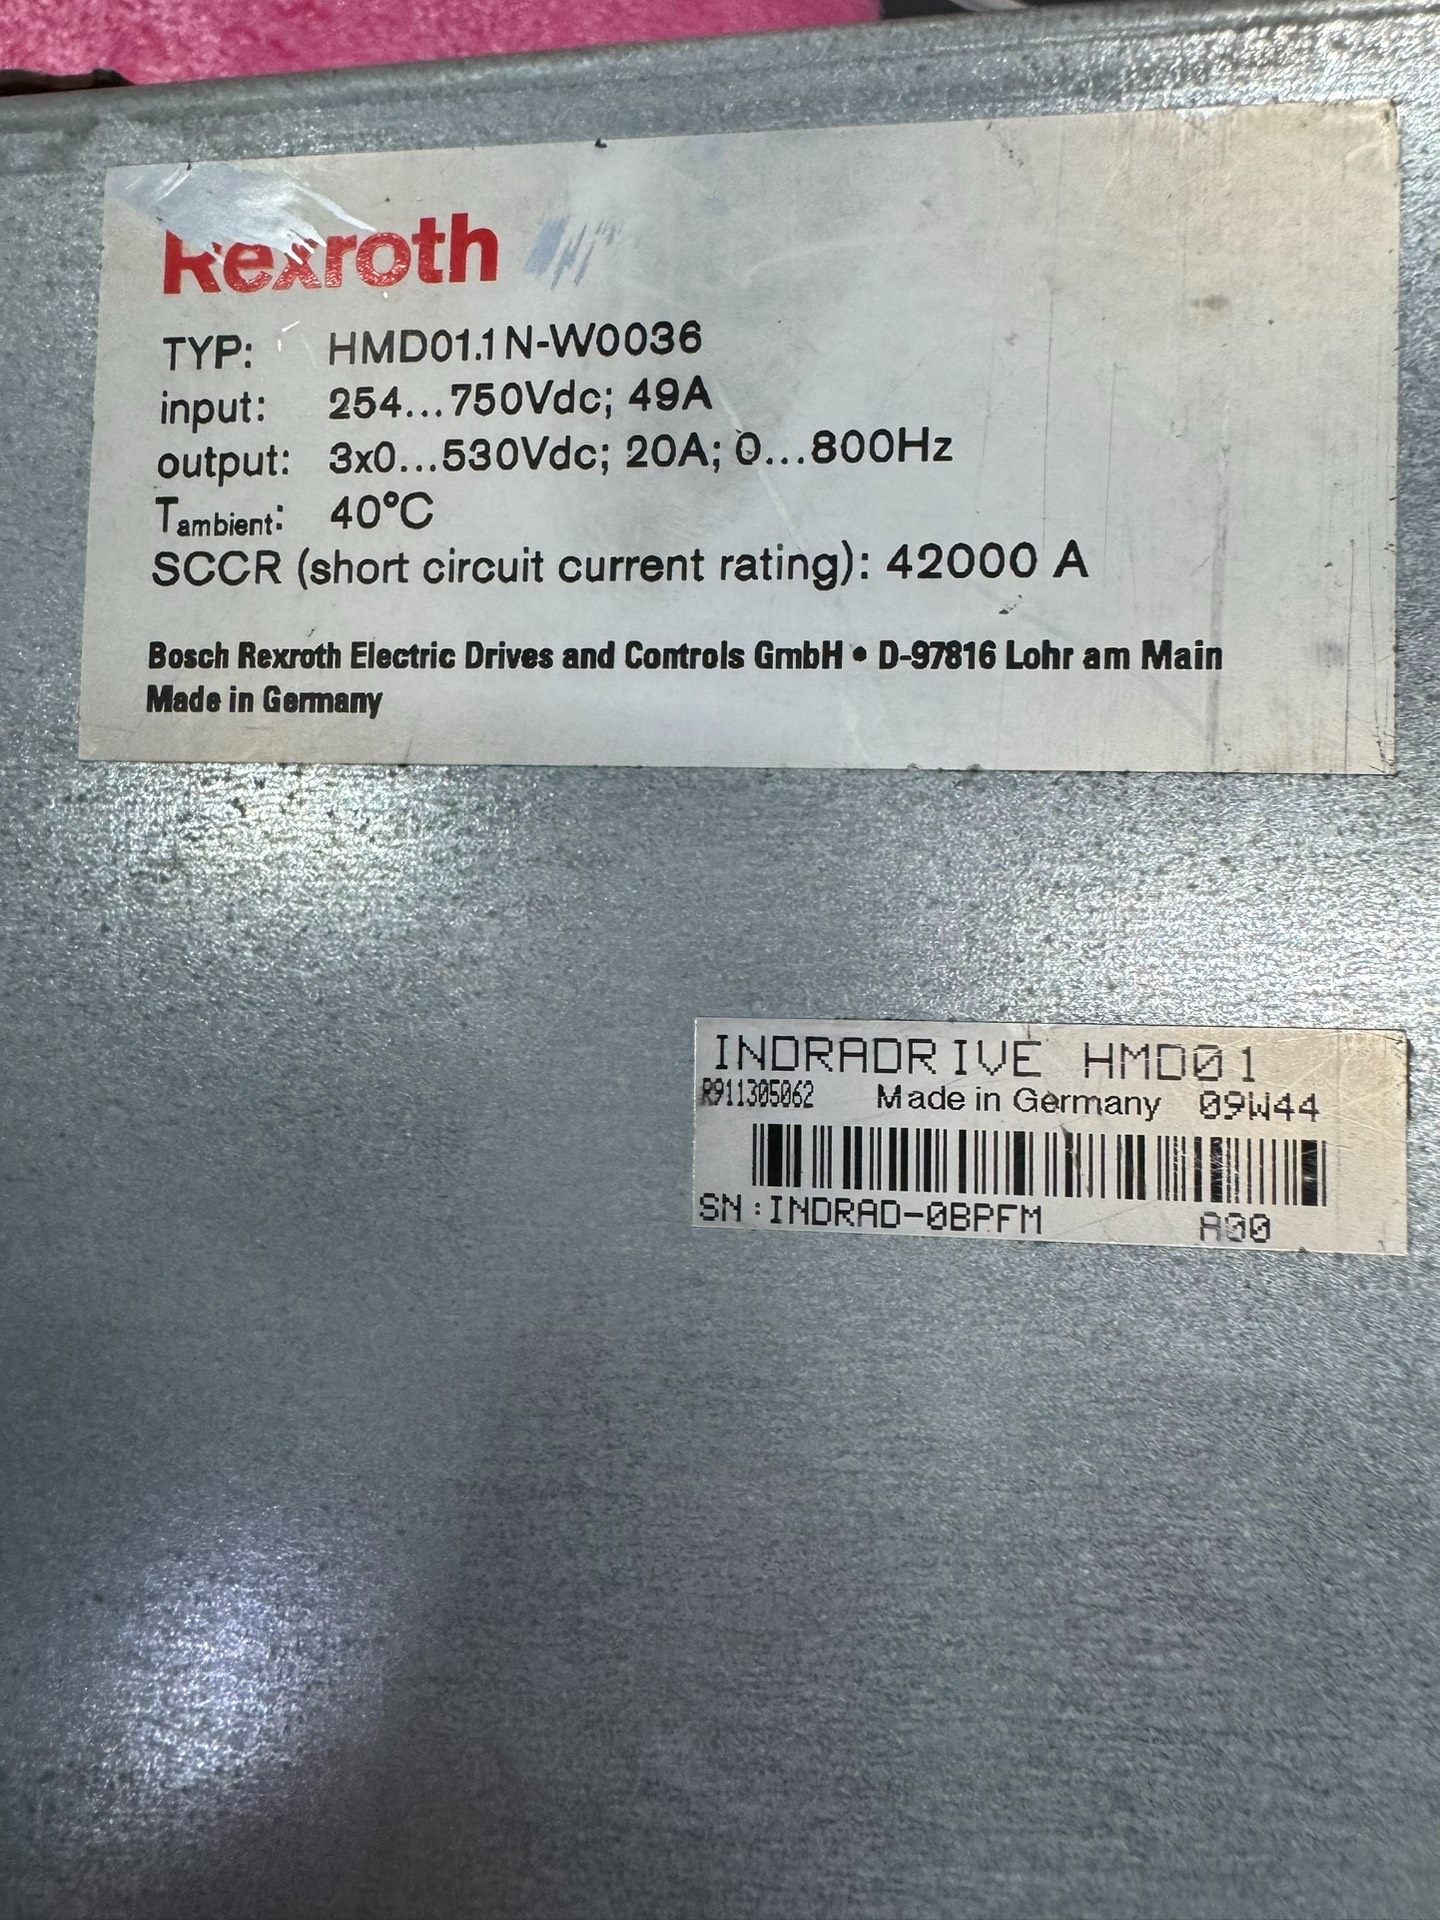 Rexroth
TYP: HMD01.1N-W0036
input: 254...750Vdc; 49A
output: 3x0...530Vdc; 20A; 0...800Hz
Tambient: 40°C
SCCR (short circuit current rating): 42000 A
Bosch Rexroth Electric Drives and Controls GmbH • D-97816 Lohr am Main
Made in Germany
INDRADRIVE HMD01
R911305062 Made in Germany 09W44
SN:INDRAD-0BPFM A00